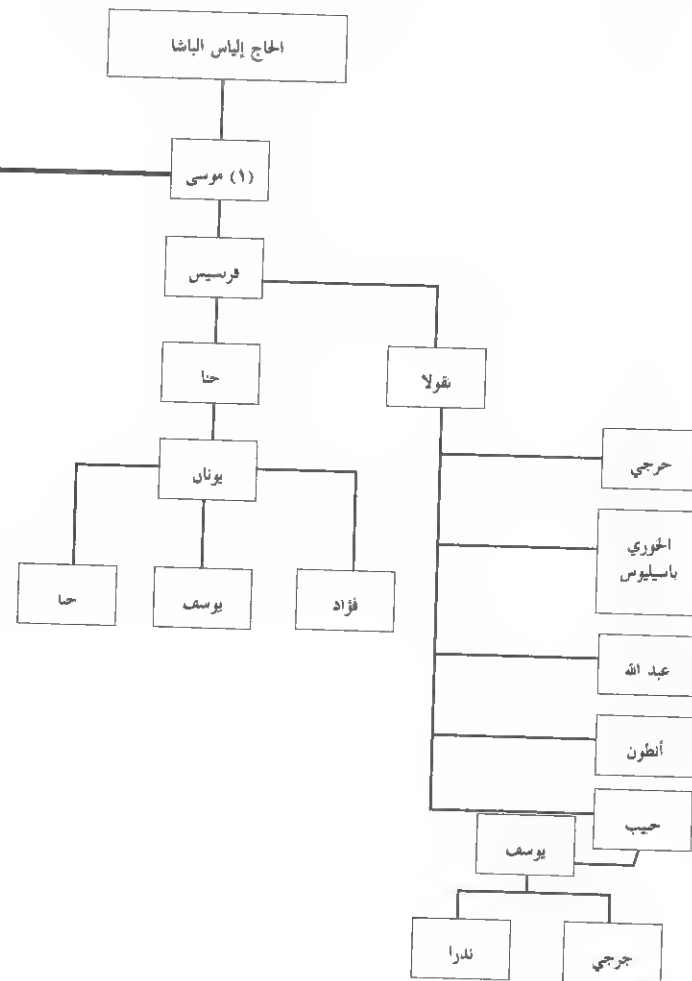 الحاج إلياس الباشا
(١) موسى
فرنسيس
حنا
نقولا
يونان
جرجي
الخوري
باسيليوس
فؤاد
يوسف
حنا
عبد الله
أنطون
حبيب
يوسف
جرجي
ندرا